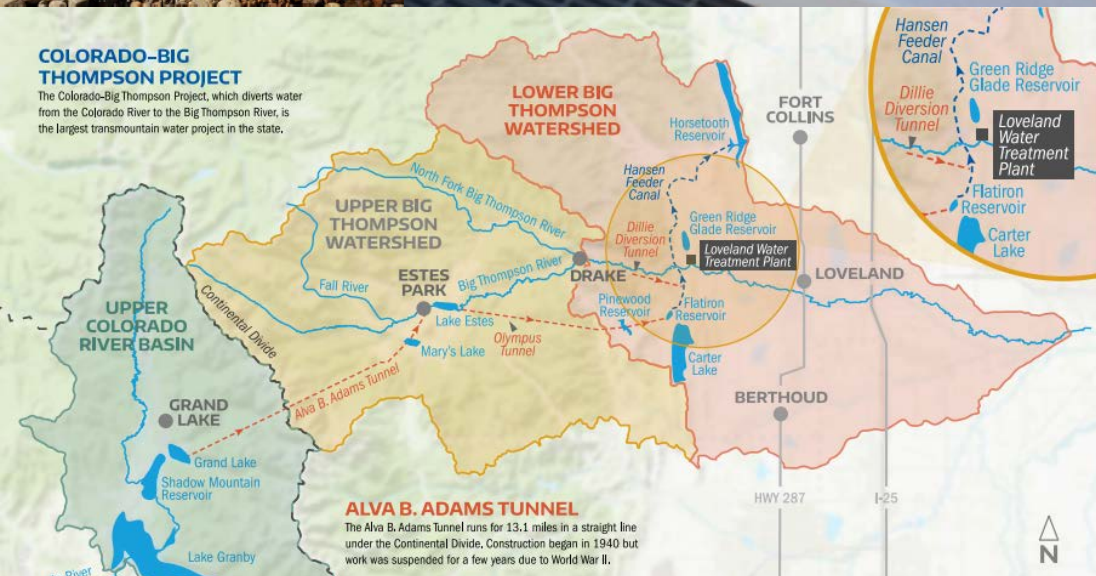 COLORADO-BIG
THOMPSON PROJECT
The Colorado-Big Thompson Project, which diverts water
from the Colorado River to the Big Thompson River, is
the largest transmountain water project in the state.
LOWER BIG
THOMPSON
WATERSHED
FORT
COLLINS
Horsetooth
Reservoir
Hansen
Feeder
Canal
North Fork Big Thompson River
UPPER BIG
THOMPSON
WATERSHED
Green Ridge
Glade Reservoir
Dillie
Diversion
Tunnel
Loveland Water
Treatment Plant
ESTES
PARK
Big Thompson River
DRAKE
LOVELAND
Fall River
Continental Divide
Lake Estes
Mary's Lake
Olympus
Tunnel
Pinewood
Reservoir
Flatiron
Reservoir
Carter
Lake
UPPER
COLORADO
RIVER BASIN
Alva B. Adams Tunnel
BERTHOUD
GRAND
LAKE
Grand Lake
Shadow Mountain
Reservoir
Lake Granby
River
HWY 287
I-25
N
ALVA B. ADAMS TUNNEL
The Alva B. Adams Tunnel runs for 13.1 miles in a straight line
under the Continental Divide. Construction began in 1940 but
work was suspended for a few years due to World War II.
Hansen
Feeder
Canal
Green Ridge
Glade Reservoir
Dillie
Diversion
Tunnel
Loveland
Water
Treatment
Plant
Flatiron
Reservoir
Carter
Lake